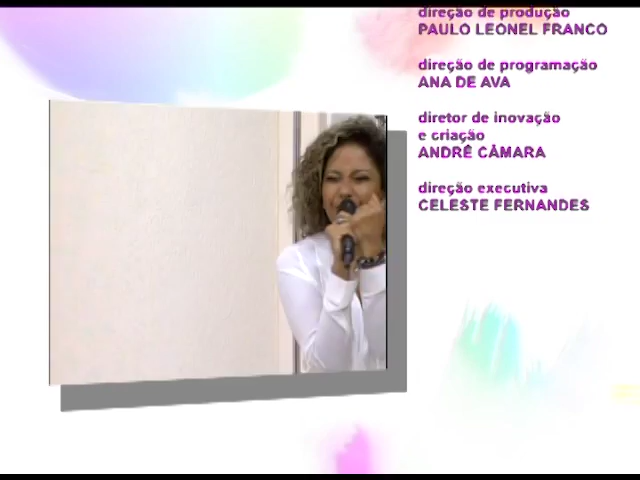 direção de produção
PAULO LEONEL FRANCO
direção de programação
ANA DE AVA
diretor de inovação
e criação
ANDRÉ CÂMARA
direção executiva
CELESTE FERNANDES